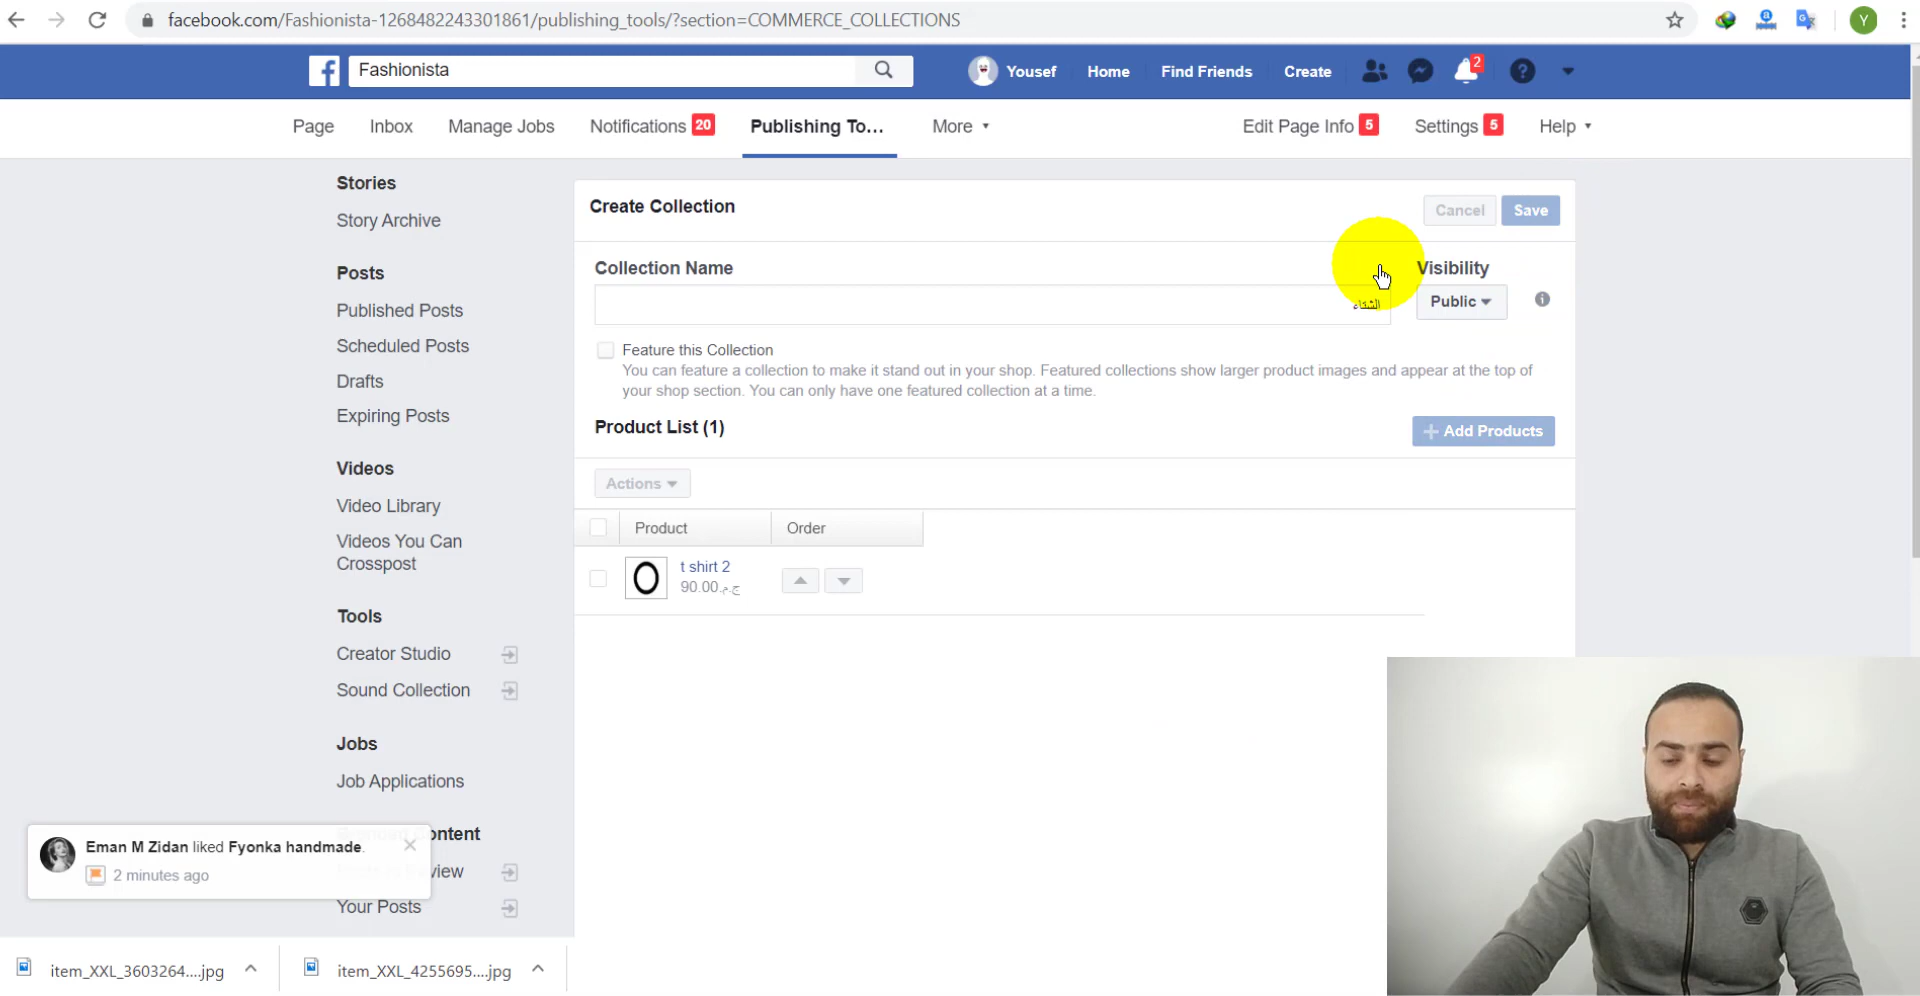 facebook.com/Fashionista-1268482243301861/publishing_tools/?section=COMMERCE_COLLECTIONS
Y
Fashionista
Yousef
Home
Find Friends
Create
2
Page
Inbox
Manage Jobs
Notifications 20
Publishing To...
More
Edit Page Info 5
Settings 5
Help
Stories
Story Archive
Posts
Published Posts
Scheduled Posts
Drafts
Expiring Posts
Videos
Video Library
Videos You Can
Crosspost
Tools
Creator Studio
Sound Collection
Jobs
Job Applications
Your Posts
Create Collection
Cancel
Save
Collection Name
Visibility
الشتاء
Public
Feature this Collection
You can feature a collection to make it stand out in your shop. Featured collections show larger product images and appear at the top of
your shop section. You can only have one featured collection at a time.
Product List (1)
+ Add Products
Actions
Product
Order
t shirt 2
90.00 ج.م.
Eman M Zidan liked Fyonka handmade.
2 minutes ago
item_XXL_3603264....jpg
item_XXL_4255695....jpg